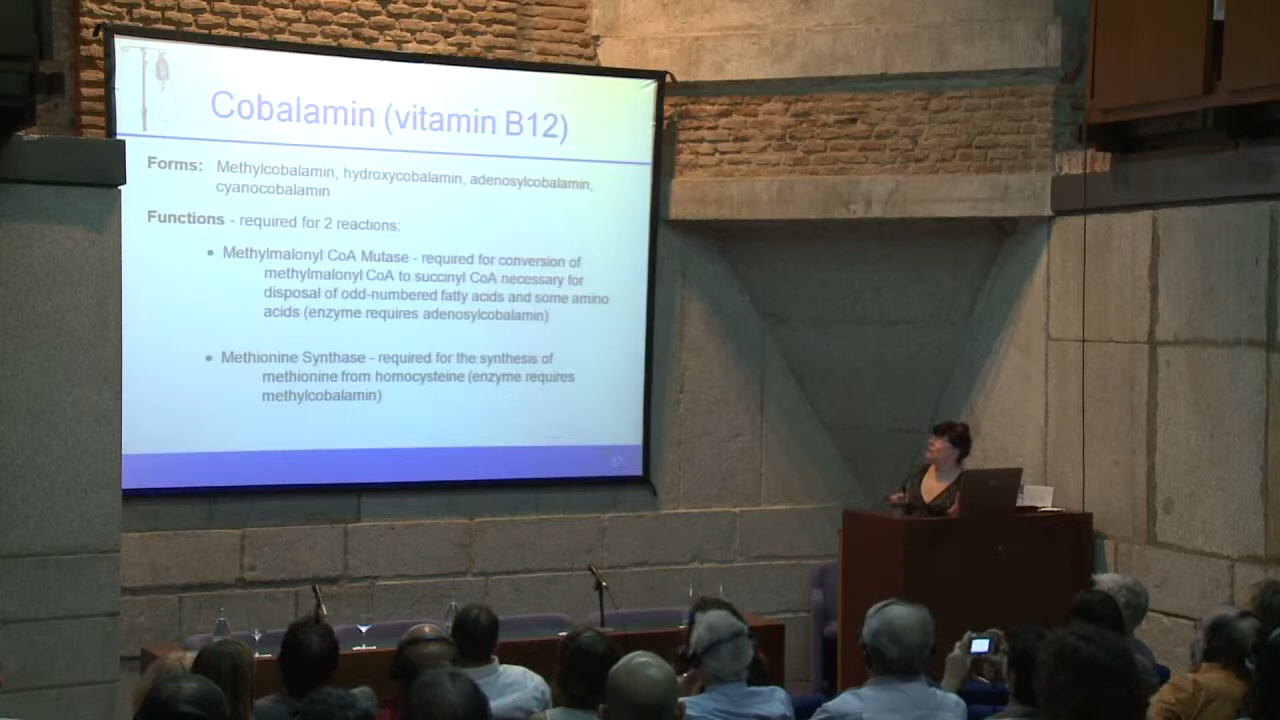 Cobalamin (vitamin B12)
Forms: Methylcobalamin, hydroxycobalamin, adenosylcobalamin,
cyanocobalamin
Functions - required for 2 reactions:
• Methylmalonyl CoA Mutase - required for conversion of
methylmalonyl CoA to succinyl CoA necessary for
disposal of odd-numbered fatty acids and some amino
acids (enzyme requires adenosylcobalamin)
• Methionine Synthase - required for the synthesis of
methionine from homocysteine (enzyme requires
methylcobalamin)